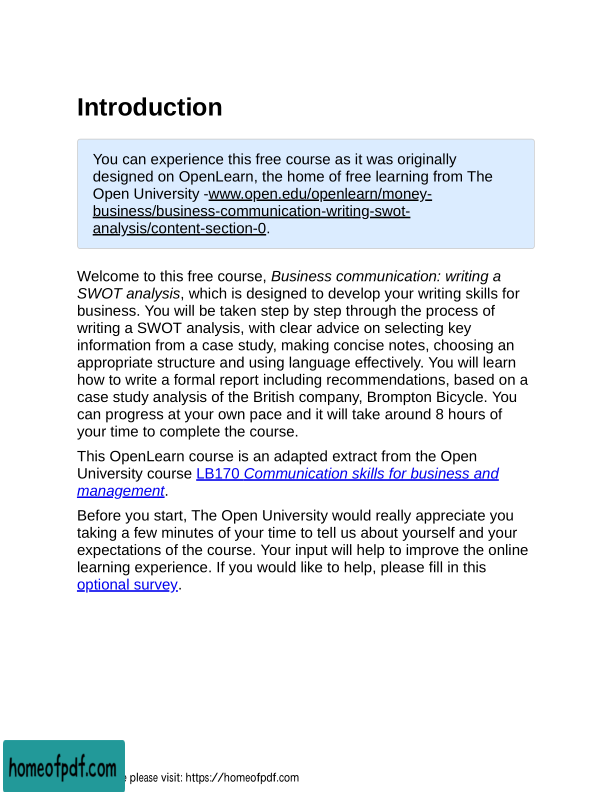 Introduction
You can experience this free course as it was originally
designed on OpenLearn, the home of free learning from The
Open University -www.open.edu/openlearn/money-
business/business-communication-writing-swot-
analysis/content-section-0.
Welcome to this free course, Business communication: writing a
SWOT analysis, which is designed to develop your writing skills for
business. You will be taken step by step through the process of
writing a SWOT analysis, with clear advice on selecting key
information from a case study, making concise notes, choosing an
appropriate structure and using language effectively. You will learn
how to write a formal report including recommendations, based on a
case study analysis of the British company, Brompton Bicycle. You
can progress at your own pace and it will take around 8 hours of
your time to complete the course.
This OpenLearn course is an adapted extract from the Open
University course LB170 Communication skills for business and
management.
Before you start, The Open University would really appreciate you
taking a few minutes of your time to tell us about yourself and your
expectations of the course. Your input will help to improve the online
learning experience. If you would like to help, please fill in this
optional survey.
homeofpdf.com
please visit: https://homeofpdf.com